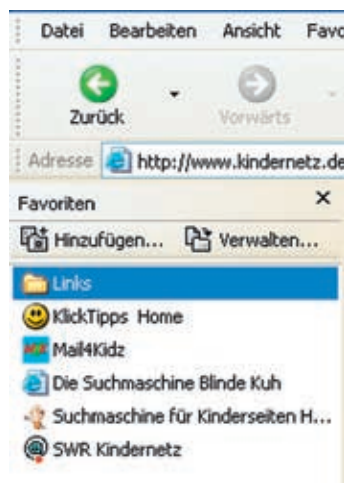 Datei Bearbeiten Ansicht Favo
Zurück Vorwärts
Adresse http://www.kindernetz.de
Favoriten
Hinzufügen... Verwalten...
Links
KlickTipps Home
Mail4Kidz
Die Suchmaschine Blinde Kuh
Suchmaschine für Kinderseiten H...
SWR Kindernetz